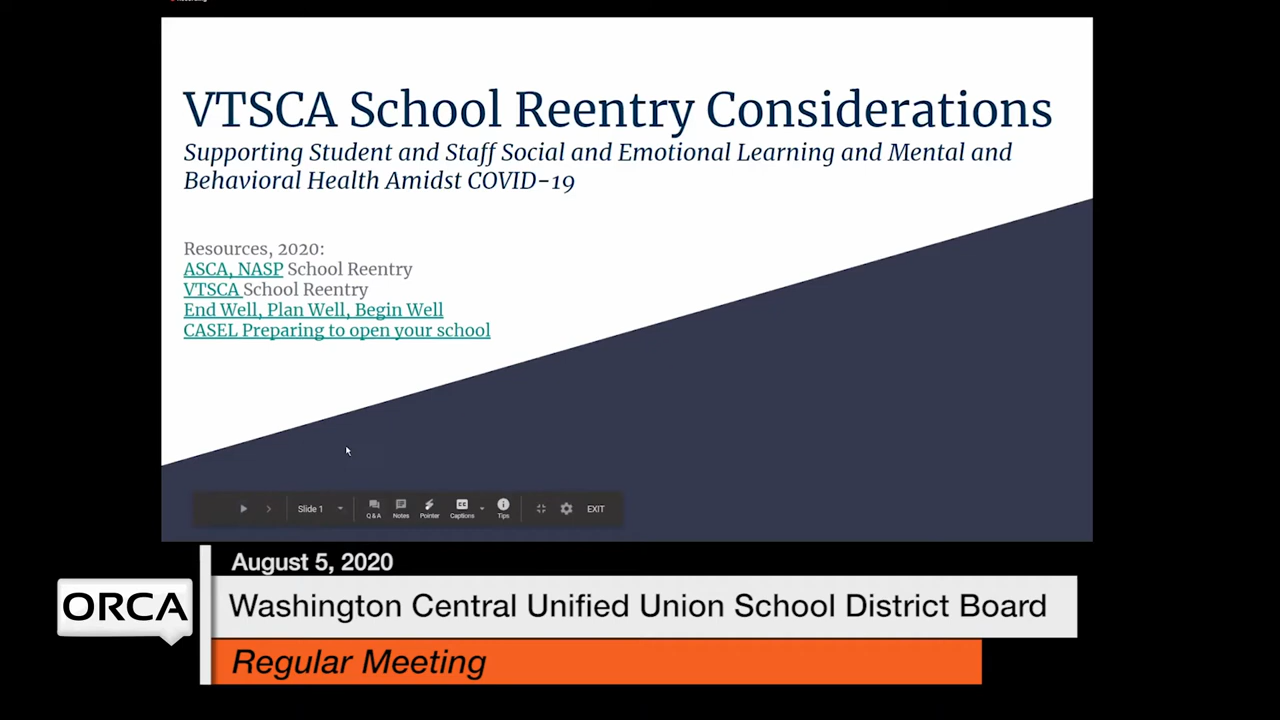 VTSCA School Reentry Considerations
Supporting Student and Staff Social and Emotional Learning and Mental and
Behavioral Health Amidst COVID-19
Resources, 2020:
ASCA, NASP School Reentry
VTSCA School Reentry
End Well, Plan Well, Begin Well
CASEL Preparing to open your school
Slide 1
Q & A
Notes
Pointer
CC
Captions
Tips
EXIT
August 5, 2020
ORCA
Washington Central Unified Union School District Board
Regular Meeting